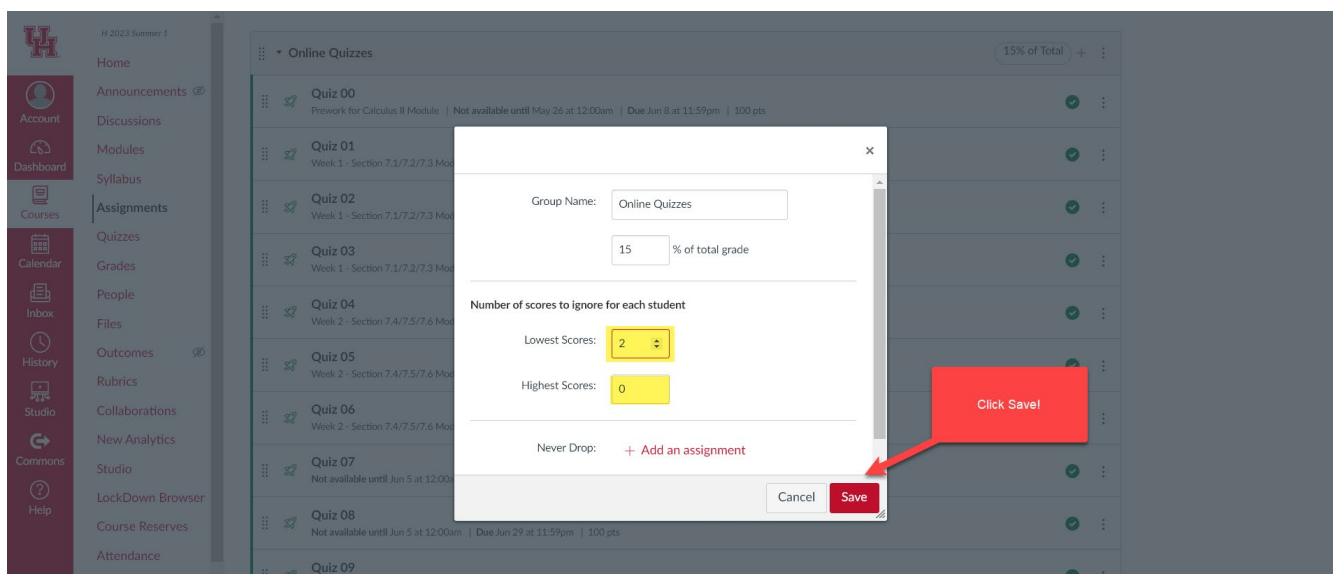 H 2023 Summer 1
Home
Announcements
Discussions
Modules
Syllabus
Assignments
Quizzes
Grades
People
Files
Outcomes
Rubrics
Collaborations
New Analytics
Studio
LockDown Browser
Course Reserves
Attendance
Account
Dashboard
Courses
Calendar
Inbox
History
Studio
Commons
Help
Online Quizzes
15% of Total
Quiz 00
Prework for Calculus II Module | Not available until May 26 at 12:00am | Due Jun 8 at 11:59pm | 100 pts
Quiz 01
Week 1 - Section 7.1/7.2/7.3 Mod
Quiz 02
Week 1 - Section 7.1/7.2/7.3 Mod
Quiz 03
Week 1 - Section 7.1/7.2/7.3 Mod
Quiz 04
Week 2 - Section 7.4/7.5/7.6 Mod
Quiz 05
Week 2 - Section 7.4/7.5/7.6 Mod
Quiz 06
Week 2 - Section 7.4/7.5/7.6 Mod
Quiz 07
Not available until Jun 5 at 12:00
Quiz 08
Not available until Jun 5 at 12:00am | Due Jun 29 at 11:59pm | 100 pts
Quiz 09
×
Group Name: Online Quizzes
15 % of total grade
Number of scores to ignore for each student
Lowest Scores: 2
Highest Scores: 0
Never Drop: + Add an assignment
Cancel Save
Click Save!